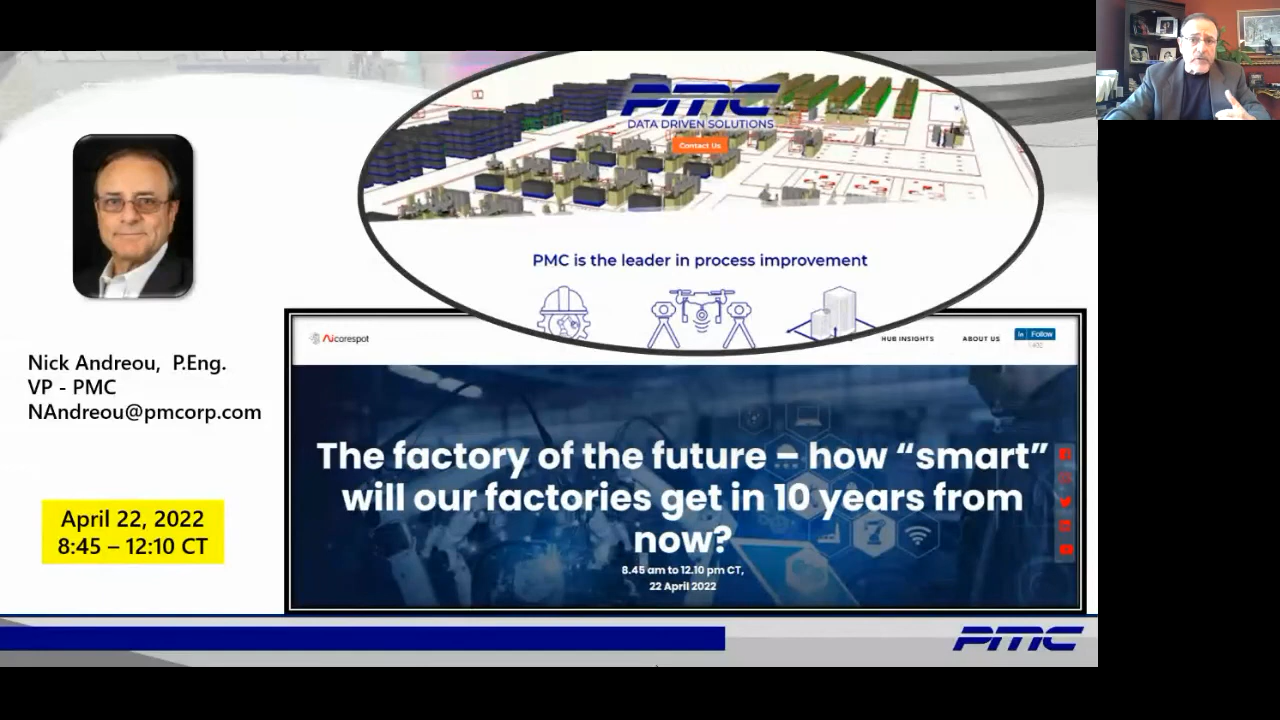 PMC
DATA DRIVEN SOLUTIONS
Contact Us
PMC is the leader in process improvement
Nick Andreou, P.Eng.
VP - PMC
NAndreou@pmcorp.com
April 22, 2022
8:45 – 12:10 CT
Aicorespot
HUB INSIGHTS
ABOUT US
in Follow
The factory of the future – how “smart”
will our factories get in 10 years from
now?
8.45 am to 12.10 pm CT,
22 April 2022
PMC